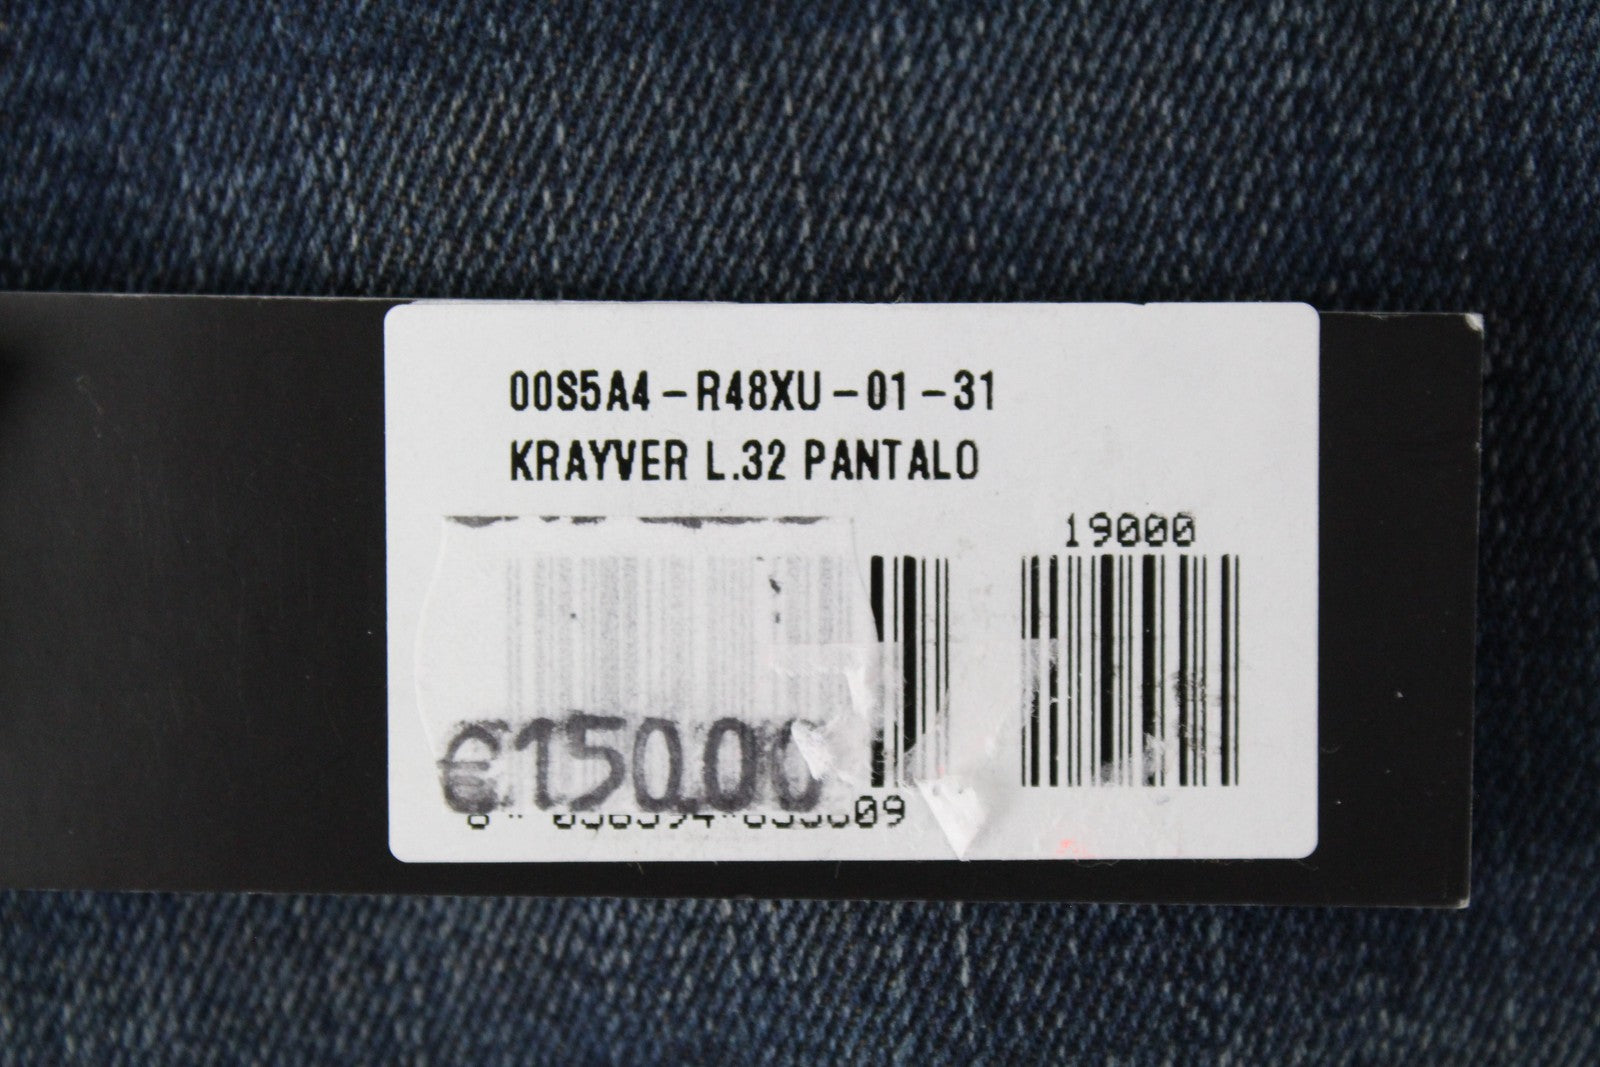 00S5A4-R48XU-01-31
KRAYVER L.32 PANTALO
19000
€150.00